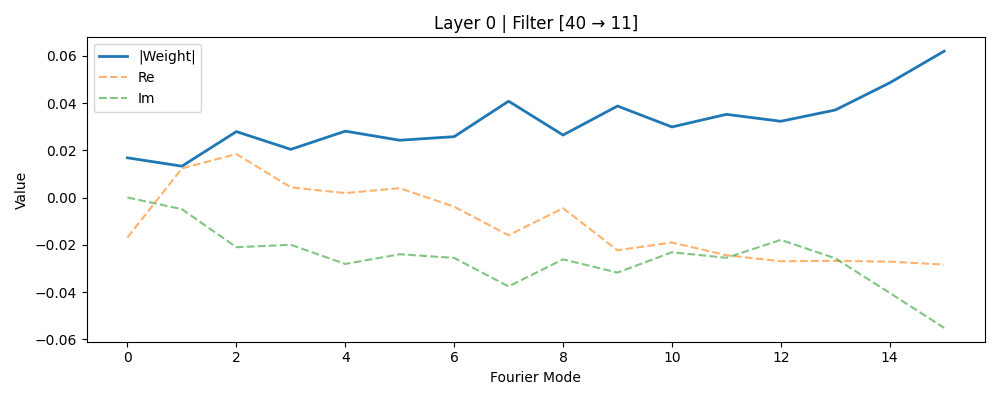 Layer 0 | Filter [40 → 11]
|Weight|
Re
Im
Value
0.06
0.04
0.02
0.00
−0.02
−0.04
−0.06
0 2 4 6 8 10 12 14
Fourier Mode